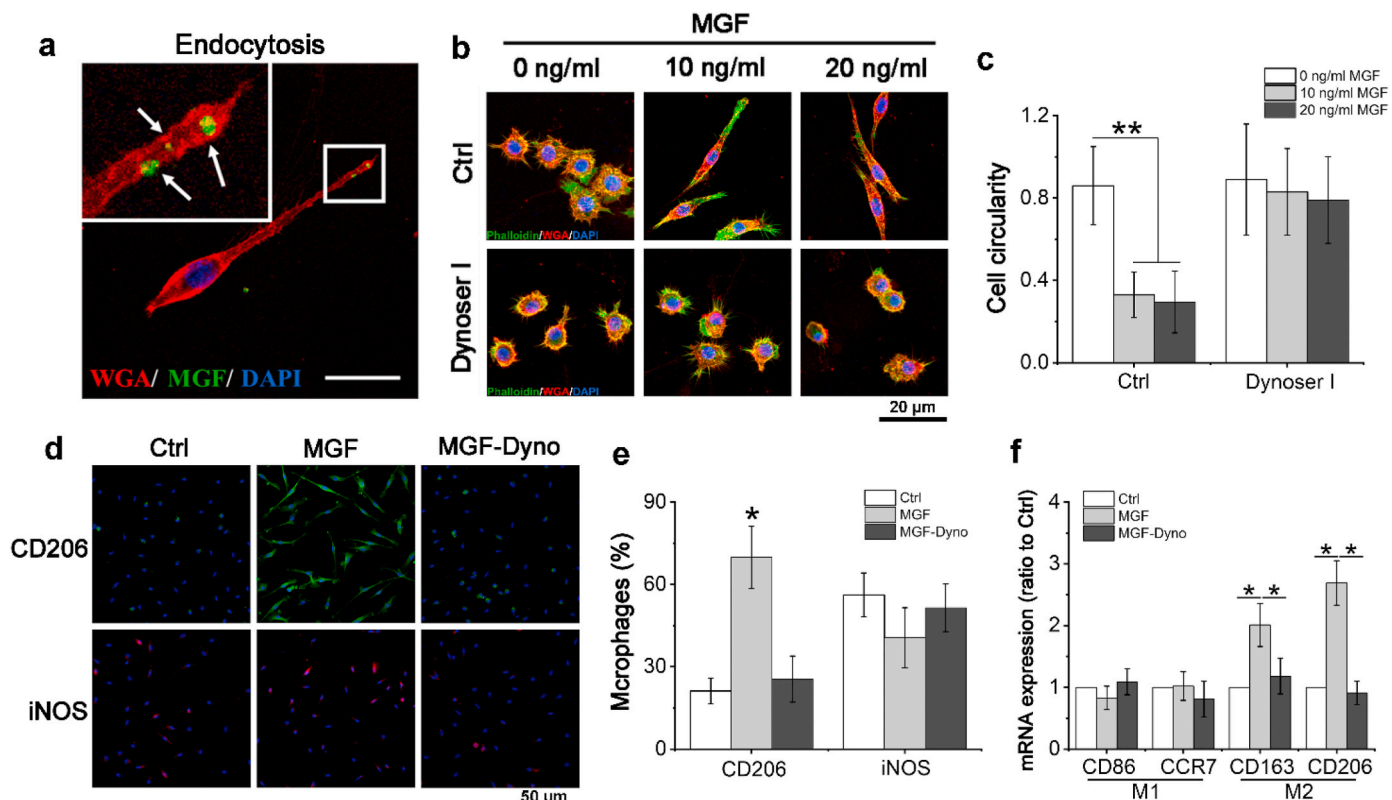 a
Endocytosis
WGA/ MGF/ DAPI
b
MGF
0 ng/ml 10 ng/ml 20 ng/ml
Ctrl
Phalloidin/WGA/DAPI
Dynoser I
Phalloidin/WGA/DAPI
20 μm
c
0 ng/ml MGF
10 ng/ml MGF
20 ng/ml MGF
Cell circularity
1.2
0.8
0.4
0.0
**
Ctrl Dynoser I
d
Ctrl MGF MGF-Dyno
CD206
iNOS
50 um
e
Ctrl
MGF
MGF-Dyno
Mcrophages (%)
90
60
30
0
*
CD206 iNOS
f
Ctrl
MGF
MGF-Dyno
mRNA expression (ratio to Ctrl)
4
3
2
1
0
* *
* *
CD86 CCR7 CD163 CD206
M1 M2